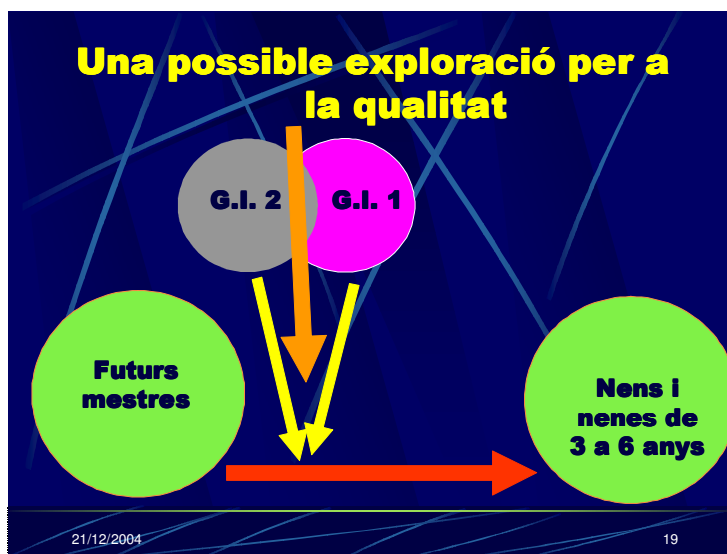 Una possible exploració per a
la qualitat
G.I. 2
G.I. 1
Futurs
mestres
Nens i
nenes de
3 a 6 anys
21/12/2004
19